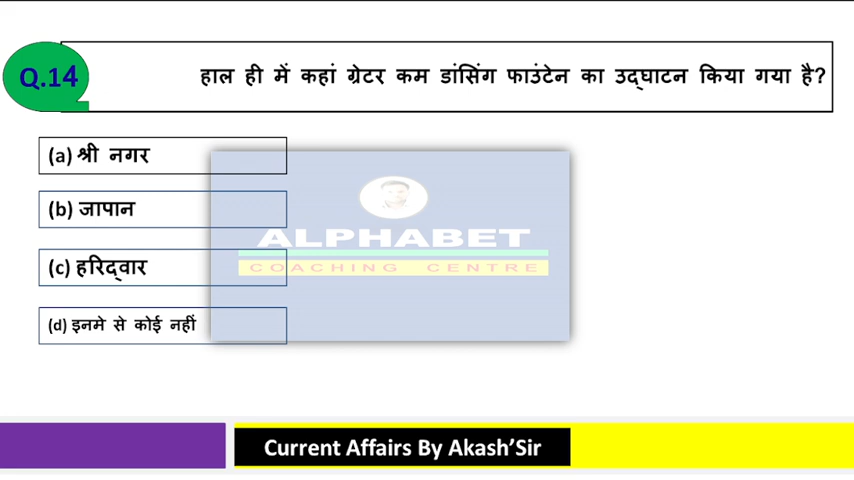 Q.14
हाल ही में कहां ग्रेटर कम डांसिंग फाउंटेन का उद्घाटन किया गया है?
(a) श्री नगर
(b) जापान
(c) हरिद्वार
(d) इनमे से कोई नहीं
ALPHABET
COACHING CENTRE
Current Affairs By Akash’Sir